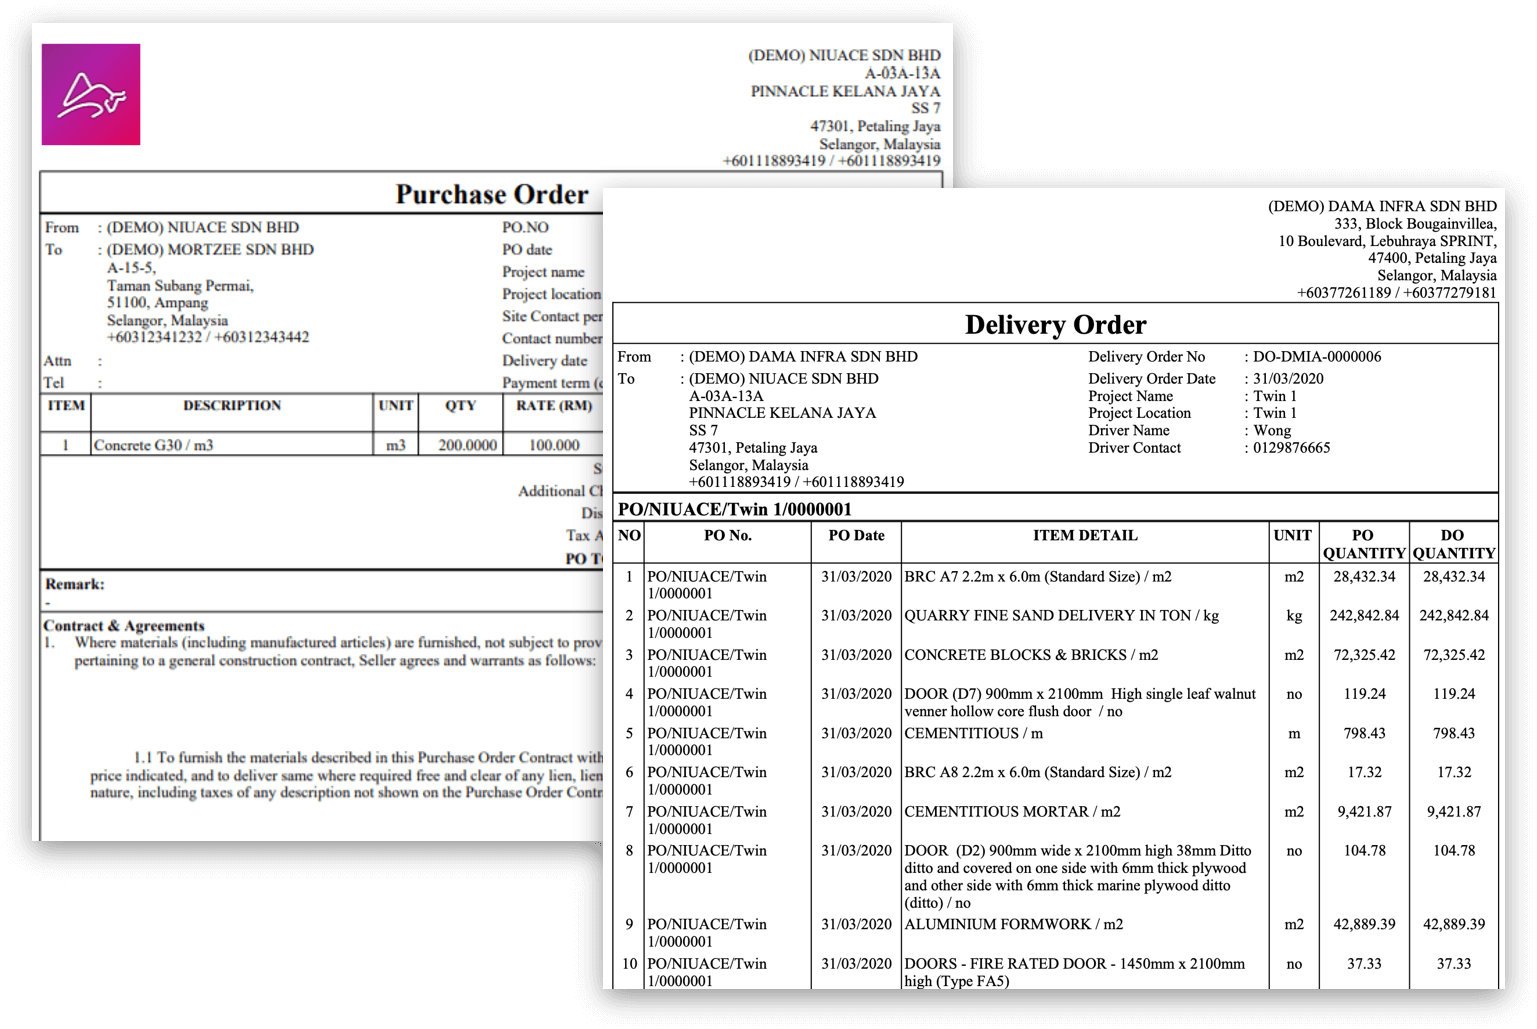 (DEMO) NIUACE SDN BHD
A-03A-13A
PINNACLE KELANA JAYA
SS 7
47301, Petaling Jaya
Selangor, Malaysia
+601118893419 / +601118893419
Purchase Order
From : (DEMO) NIUACE SDN BHD
To : (DEMO) MORTZEE SDN BHD
A-15-5,
Taman Subang Permai,
51100, Ampang
Selangor, Malaysia
+60312341232 / +60312343442
Attn :
Tel :
PO.NO
PO date
Project name
Project location
Site Contact per
Contact number
Delivery date
Payment term (
ITEM DESCRIPTION UNIT QTY RATE (RM)
1 Concrete G30 / m3 m3 200.0000 100.000
S
Additional Cl
Dis
Tax A
PO T
Remark:
-
Contract & Agreements
1. Where materials (including manufactured articles) are furnished, not subject to prov
pertaining to a general construction contract, Seller agrees and warrants as follows:
1.1 To furnish the materials described in this Purchase Order Contract with
price indicated, and to deliver same where required free and clear of any lien, lien
nature, including taxes of any description not shown on the Purchase Order Contr
(DEMO) DAMA INFRA SDN BHD
333, Block Bougainvillea,
10 Boulevard, Lebuhraya SPRINT,
47400, Petaling Jaya
Selangor, Malaysia
+60377261189 / +60377279181
Delivery Order
From : (DEMO) DAMA INFRA SDN BHD
To : (DEMO) NIUACE SDN BHD
A-03A-13A
PINNACLE KELANA JAYA
SS 7
47301, Petaling Jaya
Selangor, Malaysia
+601118893419 / +601118893419
Delivery Order No : DO-DMIA-0000006
Delivery Order Date : 31/03/2020
Project Name : Twin 1
Project Location : Twin 1
Driver Name : Wong
Driver Contact : 0129876665
PO/NIUACE/Twin 1/0000001
NO PO No. PO Date ITEM DETAIL UNIT PO DO
QUANTITY QUANTITY
1 PO/NIUACE/Twin 31/03/2020 BRC A7 2.2m x 6.0m (Standard Size) / m2 m2 28,432.34 28,432.34
1/0000001
2 PO/NIUACE/Twin 31/03/2020 QUARRY FINE SAND DELIVERY IN TON / kg kg 242,842.84 242,842.84
1/0000001
3 PO/NIUACE/Twin 31/03/2020 CONCRETE BLOCKS & BRICKS / m2 m2 72,325.42 72,325.42
1/0000001
4 PO/NIUACE/Twin 31/03/2020 DOOR (D7) 900mm x 2100mm High single leaf walnut no 119.24 119.24
1/0000001 venner hollow core flush door / no
5 PO/NIUACE/Twin 31/03/2020 CEMENTITIOUS / m m 798.43 798.43
1/0000001
6 PO/NIUACE/Twin 31/03/2020 BRC A8 2.2m x 6.0m (Standard Size) / m2 m2 17.32 17.32
1/0000001
7 PO/NIUACE/Twin 31/03/2020 CEMENTITIOUS MORTAR / m2 m2 9,421.87 9,421.87
1/0000001
8 PO/NIUACE/Twin 31/03/2020 DOOR (D2) 900mm wide x 2100mm high 38mm Ditto no 104.78 104.78
1/0000001 ditto and covered on one side with 6mm thick plywood
and other side with 6mm thick marine plywood ditto
(ditto) / no
9 PO/NIUACE/Twin 31/03/2020 ALUMINIUM FORMWORK / m2 m2 42,889.39 42,889.39
1/0000001
10 PO/NIUACE/Twin 31/03/2020 DOORS - FIRE RATED DOOR - 1450mm x 2100mm no 37.33 37.33
1/0000001 high (Type FA5)